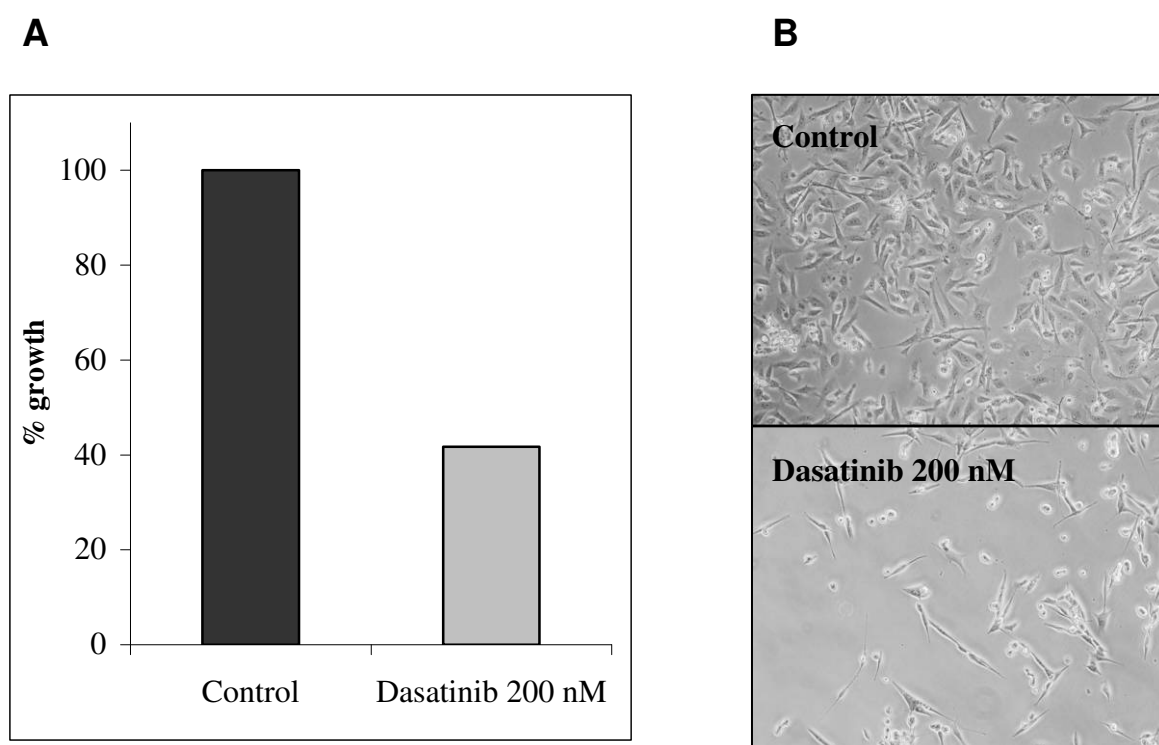 A
B
100
80
60
40
20
0
% growth
Control
Dasatinib 200 nM
Control
Dasatinib 200 nM